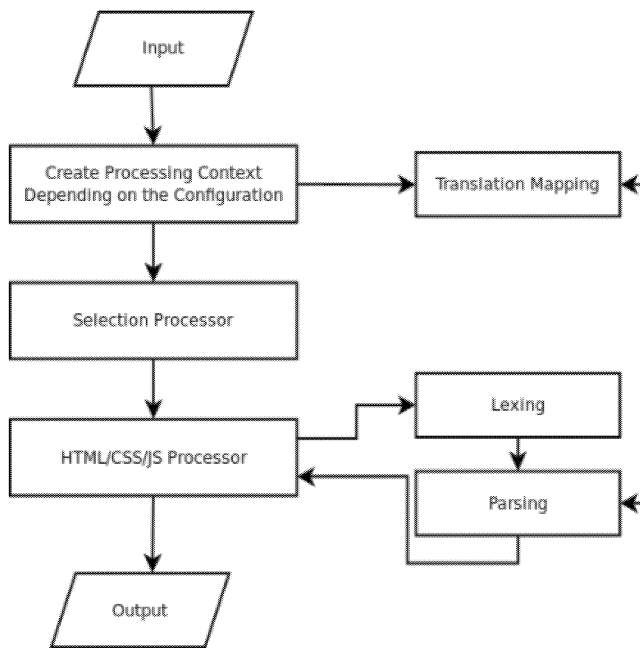 Input
Create Processing Context
Depending on the Configuration
Translation Mapping
Selection Processor
Lexing
HTML/CSS/JS Processor
Parsing
Output